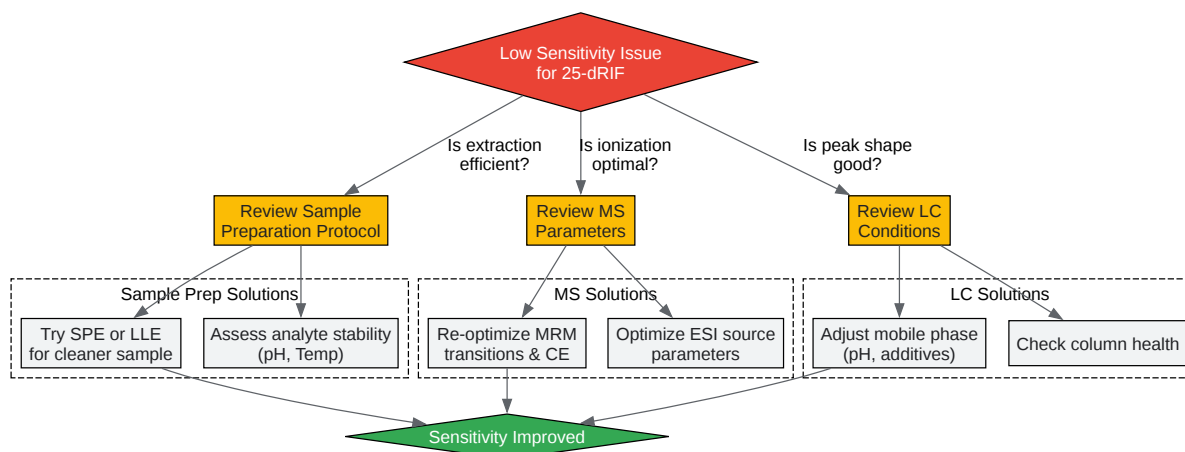 Low Sensitivity Issue
for 25-dRIF
Is extraction
efficient?
Is ionization
optimal?
Is peak shape
good?
Review Sample
Preparation Protocol
Review MS
Parameters
Review LC
Conditions
Sample Prep Solutions
MS Solutions
LC Solutions
Try SPE or LLE
for cleaner sample
Assess analyte stability
(pH, Temp)
Re-optimize MRM
transitions & CE
Optimize ESI source
parameters
Adjust mobile phase
(pH, additives)
Check column health
Sensitivity Improved